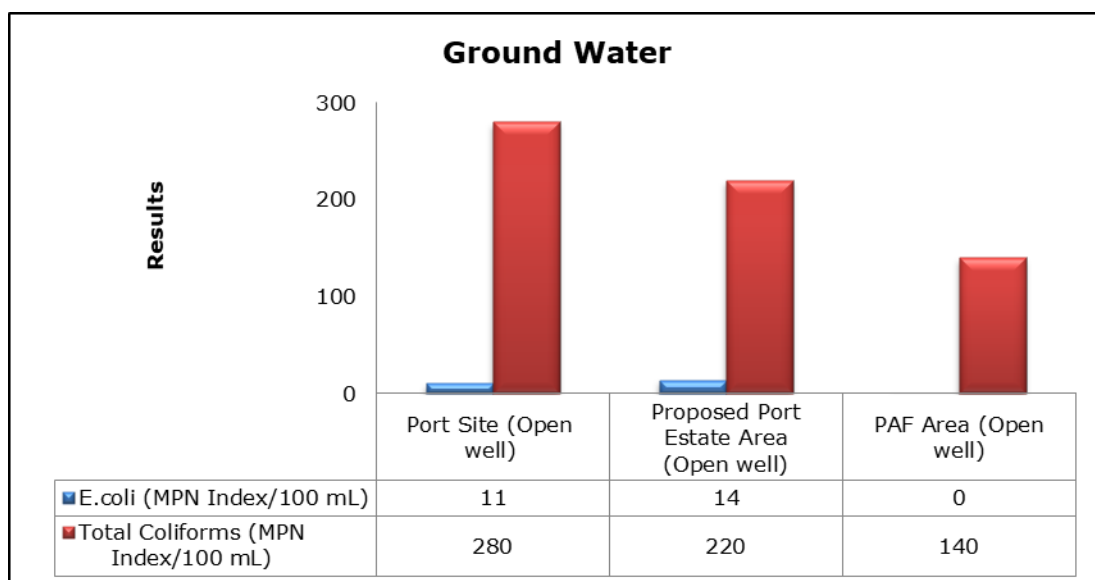 Ground Water
Results
300
200
100
0
Port Site (Open
well)
Proposed Port
Estate Area
(Open well)
PAF Area (Open
well)
E.coli (MPN Index/100 mL) 11 14 0
Total Coliforms (MPN
Index/100 mL)
280 220 140